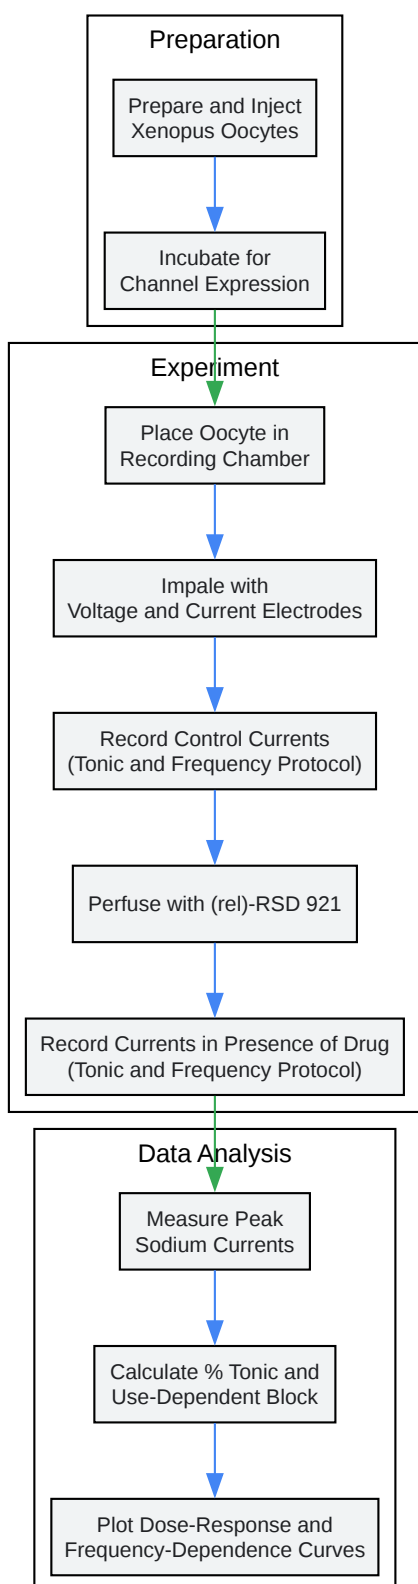 Preparation
Prepare and Inject
Xenopus Oocytes
Incubate for
Channel Expression
Experiment
Place Oocyte in
Recording Chamber
Impale with
Voltage and Current Electrodes
Record Control Currents
(Tonic and Frequency Protocol)
Perfuse with (rel)-RSD 921
Record Currents in Presence of Drug
(Tonic and Frequency Protocol)
Data Analysis
Measure Peak
Sodium Currents
Calculate % Tonic and
Use-Dependent Block
Plot Dose-Response and
Frequency-Dependence Curves